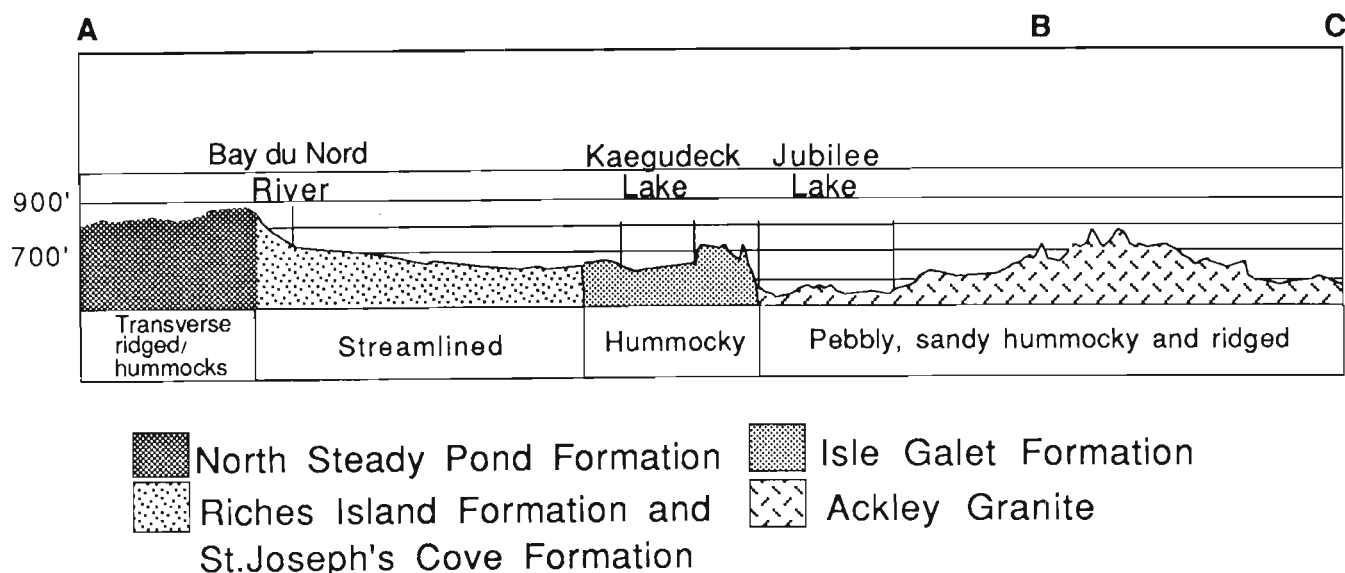 A B C
Bay du Nord Kaegudeck Jubilee
River Lake Lake
900'
700'
Transverse
ridged/
hummocks
Streamlined
Hummocky
Pebbly, sandy hummocky and ridged
North Steady Pond Formation
Isle Galet Formation
Riches Island Formation and
St.Joseph's Cove Formation
Ackley Granite